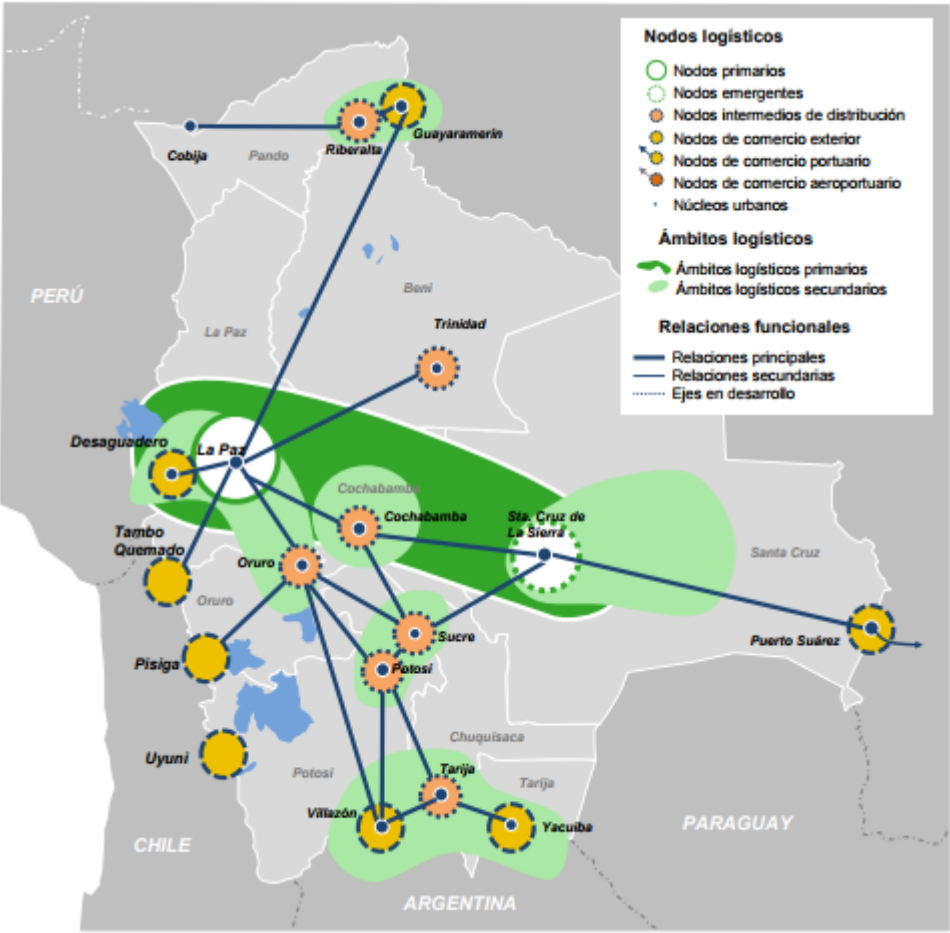 Nodos logísticos
Nodos primarios
Nodos emergentes
Nodos intermedios de distribución
Nodos de comercio exterior
Nodos de comercio portuario
Nodos de comercio aeroportuario
Núcleos urbanos
Ámbitos logísticos
Ámbitos logísticos primarios
Ámbitos logísticos secundarios
Relaciones funcionales
Relaciones principales
Relaciones secundarias
Ejes en desarrollo
Guayaramerín
Riberalta
Cobija
Pando
PERÚ
Beni
La Paz
Trinidad
Desaguadero
La Paz
Cochabamba
Cochabamba
Sta. Cruz de
La Sierra
Tambo
Quemado
Oruro
Santa Cruz
Oruro
Sucre
Puerto Suárez
Pisiga
Potosi
Uyuni
Chuquisaca
Potosi
Tarija
Tarija
Villazón
Yacuiba
PARAGUAY
CHILE
ARGENTINA